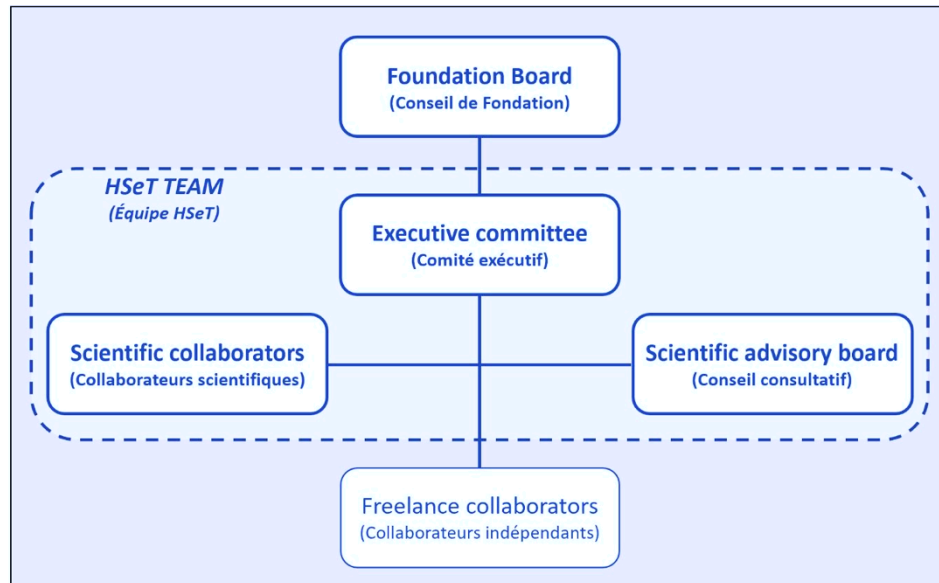 Foundation Board
(Conseil de Fondation)
HSeT TEAM
(Équipe HSeT)
Executive committee
(Comité exécutif)
Scientific collaborators
(Collaborateurs scientifiques)
Scientific advisory board
(Conseil consultatif)
Freelance collaborators
(Collaborateurs indépendants)